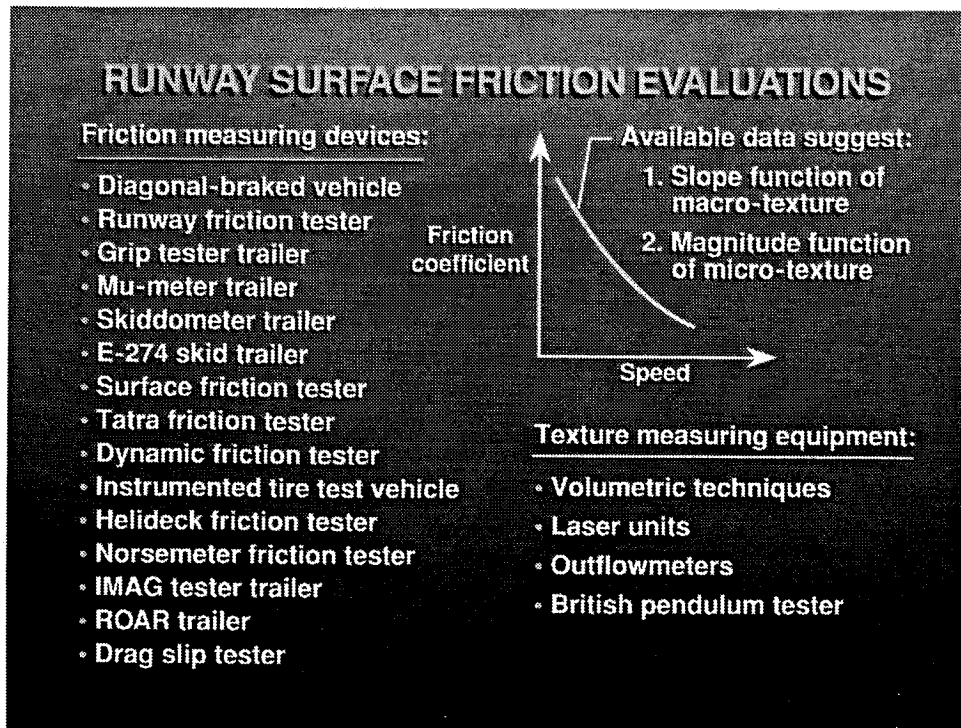 RUNWAY SURFACE FRICTION EVALUATIONS
Friction measuring devices:
• Diagonal-braked vehicle
• Runway friction tester
• Grip tester trailer
• Mu-meter trailer
• Skiddometer trailer
• E-274 skid trailer
• Surface friction tester
• Tatra friction tester
• Dynamic friction tester
• Instrumented tire test vehicle
• Helideck friction tester
• Norsemeter friction tester
• IMAG tester trailer
• ROAR trailer
• Drag slip tester
Friction
coefficient
Speed
Available data suggest:
1. Slope function of
macro-texture
2. Magnitude function
of micro-texture
Texture measuring equipment:
• Volumetric techniques
• Laser units
• Outflowmeters
• British pendulum tester